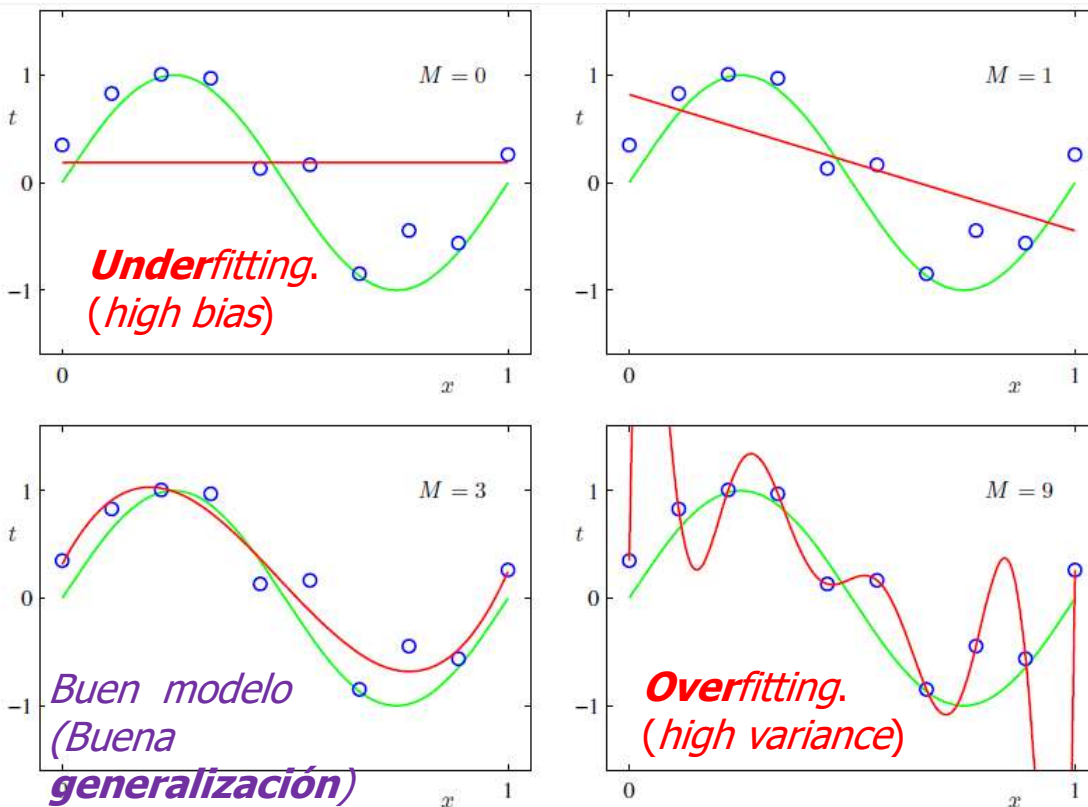 M = 0
1
t
0
−1
Underfitting.
(high bias)
0
x
1
M = 1
1
t
0
−1
0
x
1
M = 3
1
t
0
−1
Buen modelo
(Buena
generalización)
0
x
1
M = 9
1
t
0
−1
Overfitting.
(high variance)
0
x
1